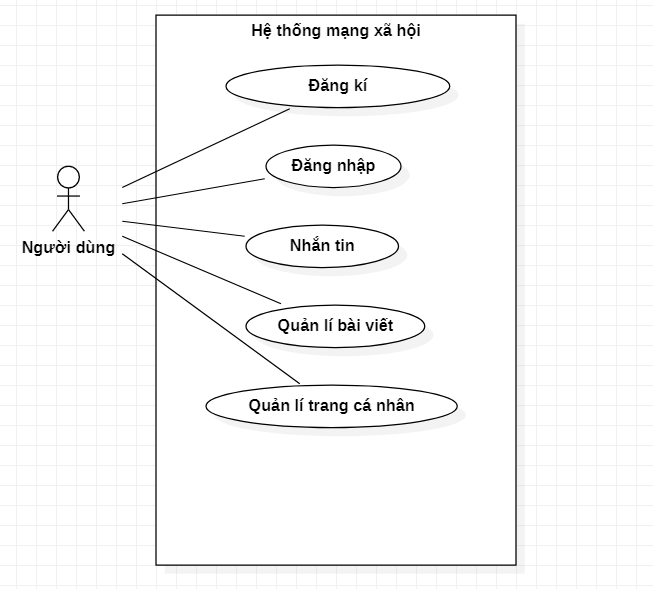 Hệ thống mạng xã hội
Đăng kí
Đăng nhập
Nhắn tin
Người dùng
Quản lí bài viết
Quản lí trang cá nhân